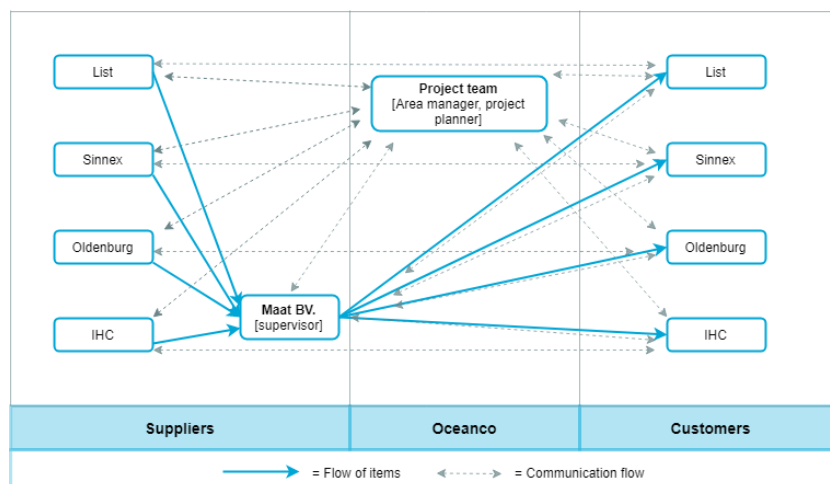 List
Project team
[Area manager, project
planner]
List
Sinnex
Sinnex
Oldenburg
Oldenburg
Maat BV.
[supervisor]
IHC
IHC
Suppliers
Oceanco
Customers
= Flow of items
= Communication flow